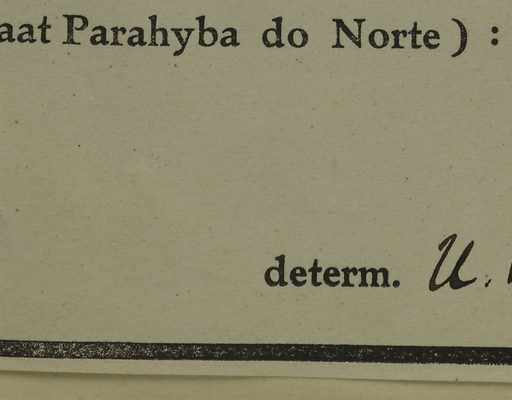 aat Parahyba do Norte ) :
determ. U.